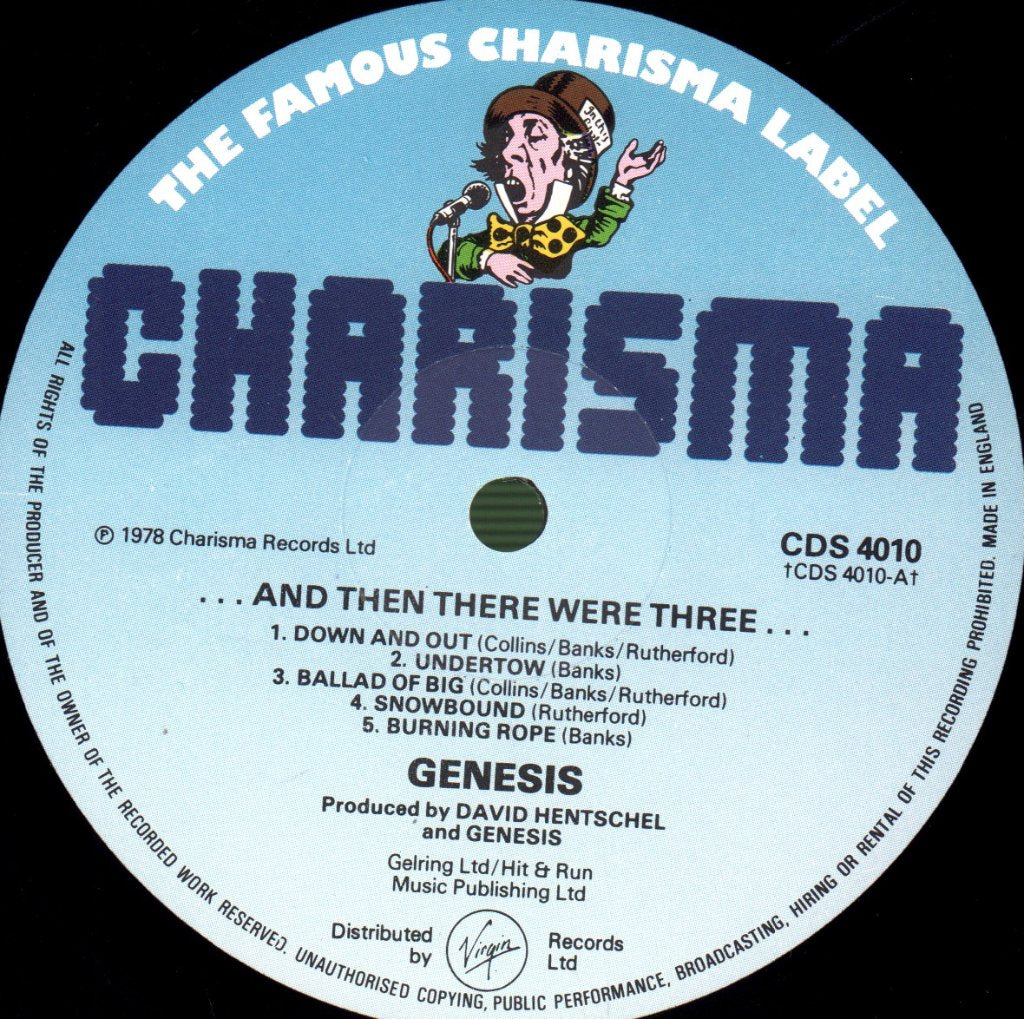 THE FAMOUS CHARISMA LABEL
In this Style
CHARISMA
℗ 1978 Charisma Records Ltd
CDS 4010
†CDS 4010-A†
...AND THEN THERE WERE THREE...
1. DOWN AND OUT (Collins/Banks/Rutherford)
2. UNDERTOW (Banks)
3. BALLAD OF BIG (Collins/Banks/Rutherford)
4. SNOWBOUND (Rutherford)
5. BURNING ROPE (Banks)
GENESIS
Produced by DAVID HENTSCHEL
and GENESIS
Gelring Ltd/Hit & Run
Music Publishing Ltd
Distributed
by
Virgin
Records
Ltd
ALL RIGHTS OF THE PRODUCER AND OF THE OWNER OF THE RECORDED WORK RESERVED. UNAUTHORISED COPYING, PUBLIC PERFORMANCE, BROADCASTING, HIRING OR RENTAL OF THIS RECORDING PROHIBITED. MADE IN ENGLAND